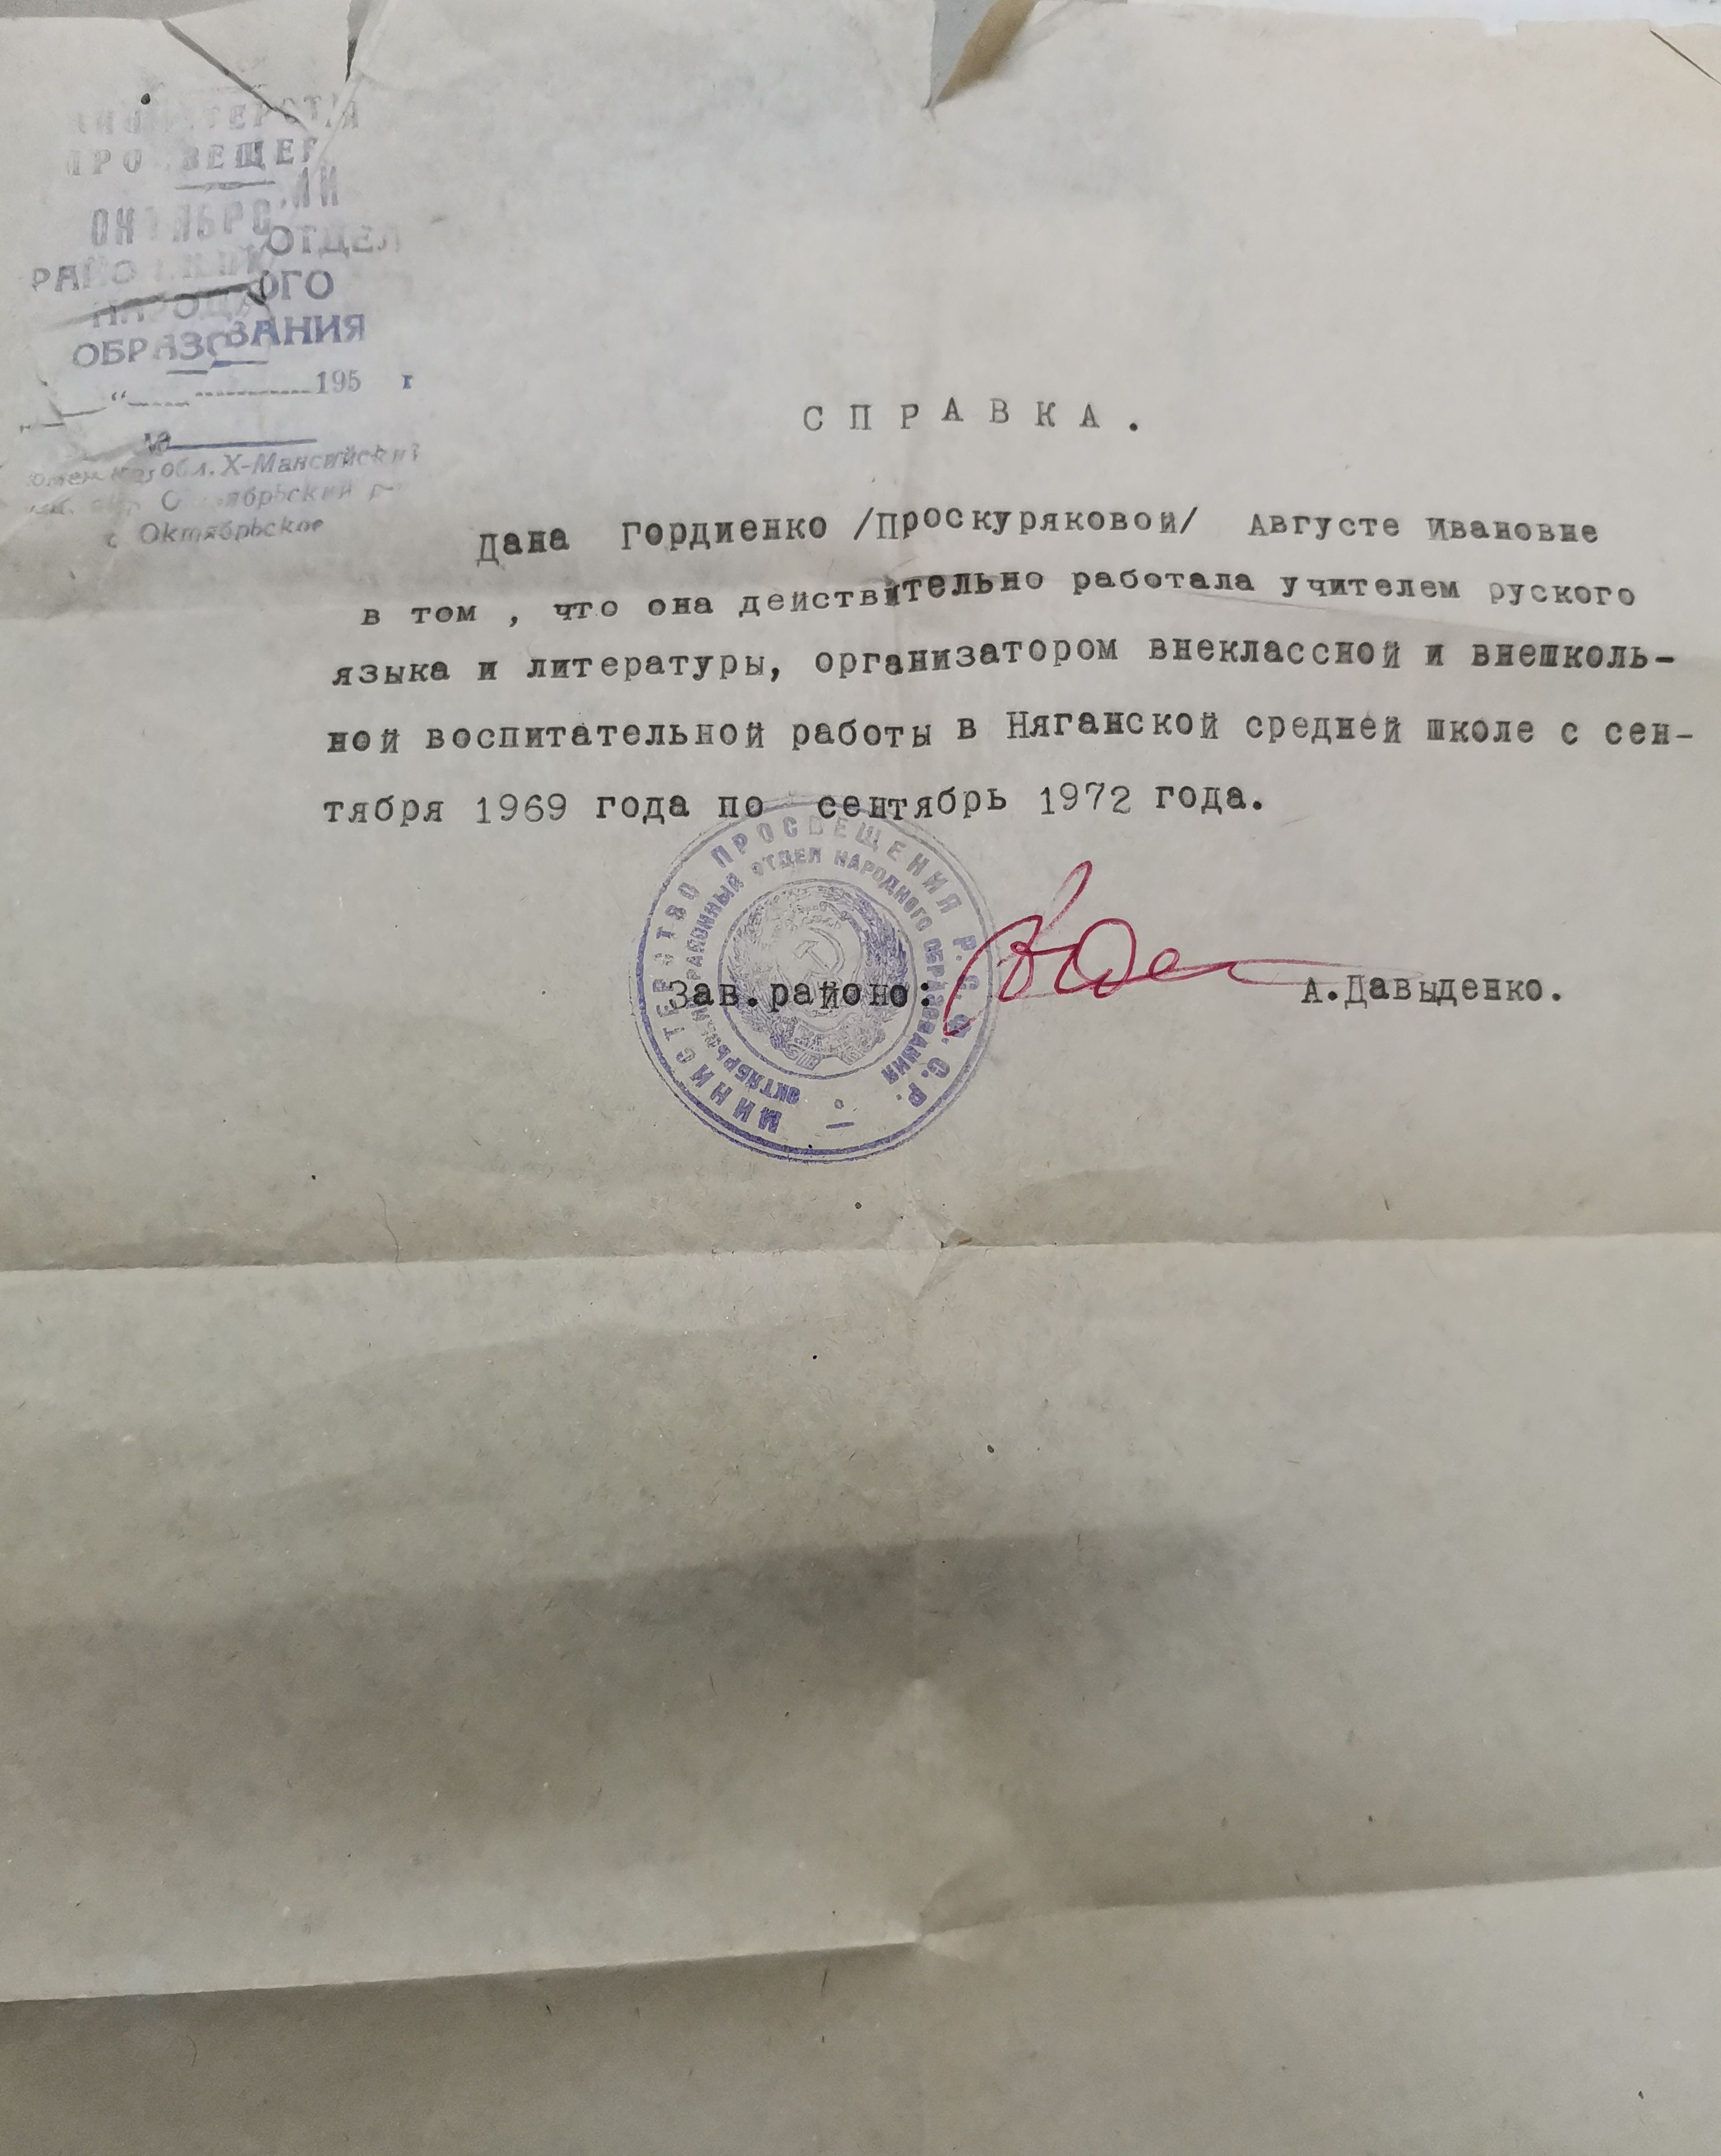 ОТДЕЛ
ОБРАЗОВАНИЯ
195 г
обл. Х-Мансийский
Октябрьский р-
с Октябрьское
СПРАВКА.
Дана Гордиенко /Проскуряковой/ Августе Ивановне
в том , что она действительно работала учителем руского
языка и литературы, организатором внеклассной и внешколь-
ной воспитательной работы в Няганской средней школе с сен-
тября 1969 года по сентябрь 1972 года.
МИНИСТЕРСТВО ПРОСВЕЩЕНИЯ Р.С.Ф.С.Р.
РАЙОННЫЙ ОТДЕЛ НАРОДНОГО ОБРАЗОВАНИЯ
Зав.районо: А.Давыденко.